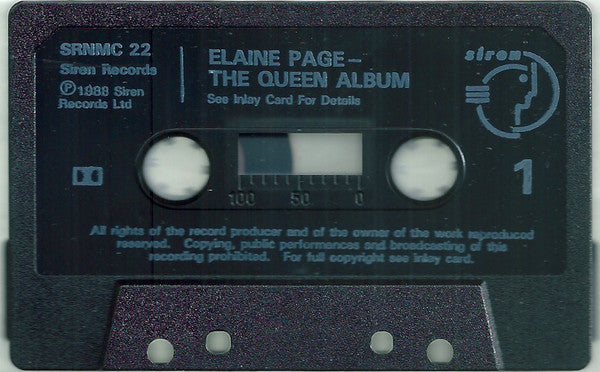 SRNMC 22
Siren Records
Ⓟ 1988 Siren
Records Ltd
ELAINE PAGE –
THE QUEEN ALBUM
See Inlay Card For Details
siren
1
100 50 0
All rights of the record producer and of the owner of the work reproduced
reserved. Copying, public performances and broadcasting of this
recording prohibited. For full copyright see inlay card.